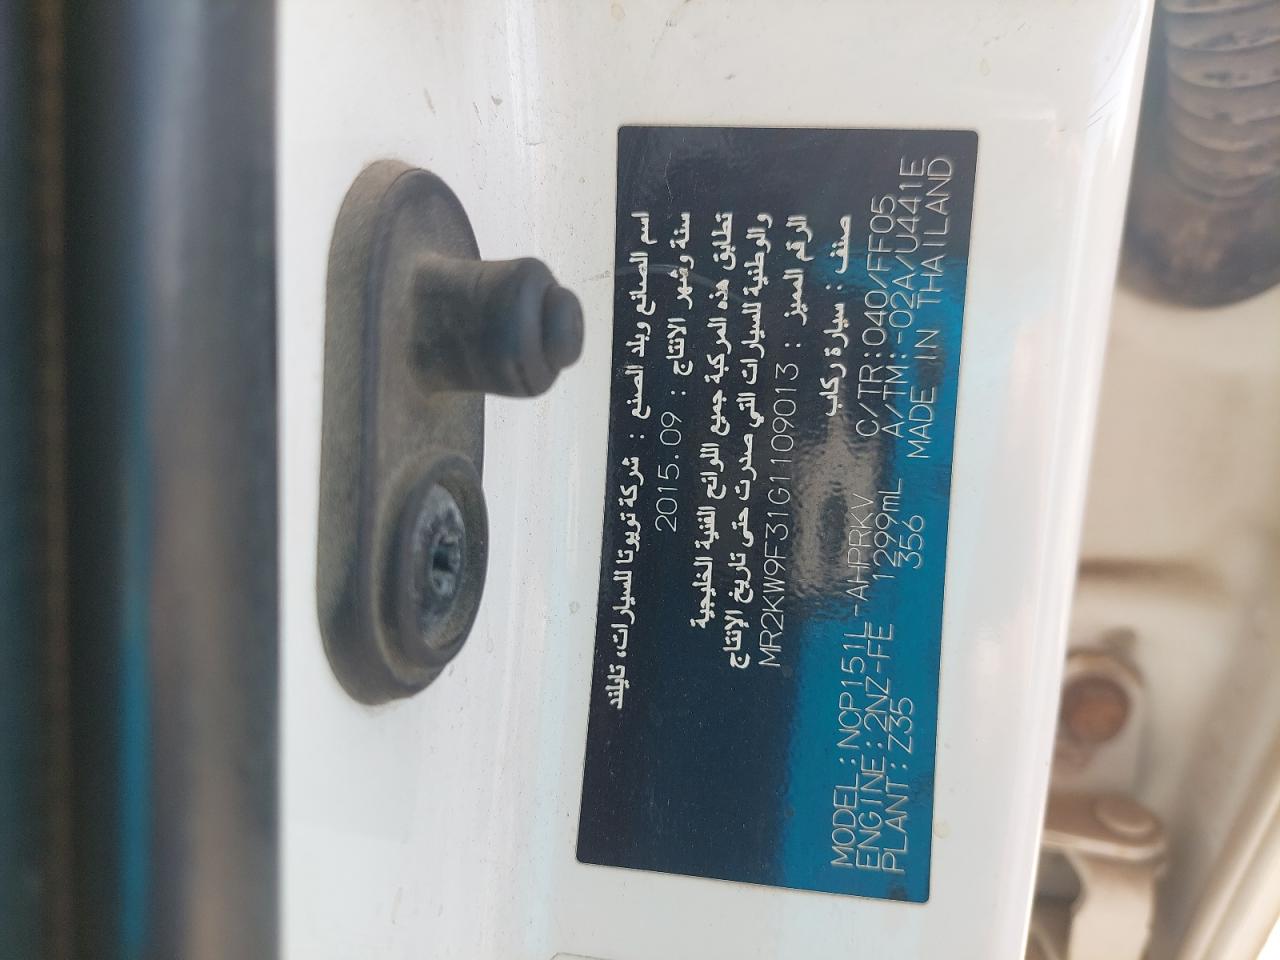 اسم الصانع وبلد الصنع : شركة تويوتا للسيارات، تايلند
سنة وشهر الانتاج : 2015.09
تطابق هذه المركبة جميع اللوائح الفنية الخليجية
والوطنية للسيارات التي صدرت حتى تاريخ الإنتاج
الرقم المميز : MR2KW9F31G1109013
صنف : سيارة ركاب
MODEL:NCP151L-AHPRKV C/TR:040/FF05
ENGINE:2NZ-FE 1299mL A/TM:-02A/U441E
PLANT:Z35 356 MADE IN THAILAND